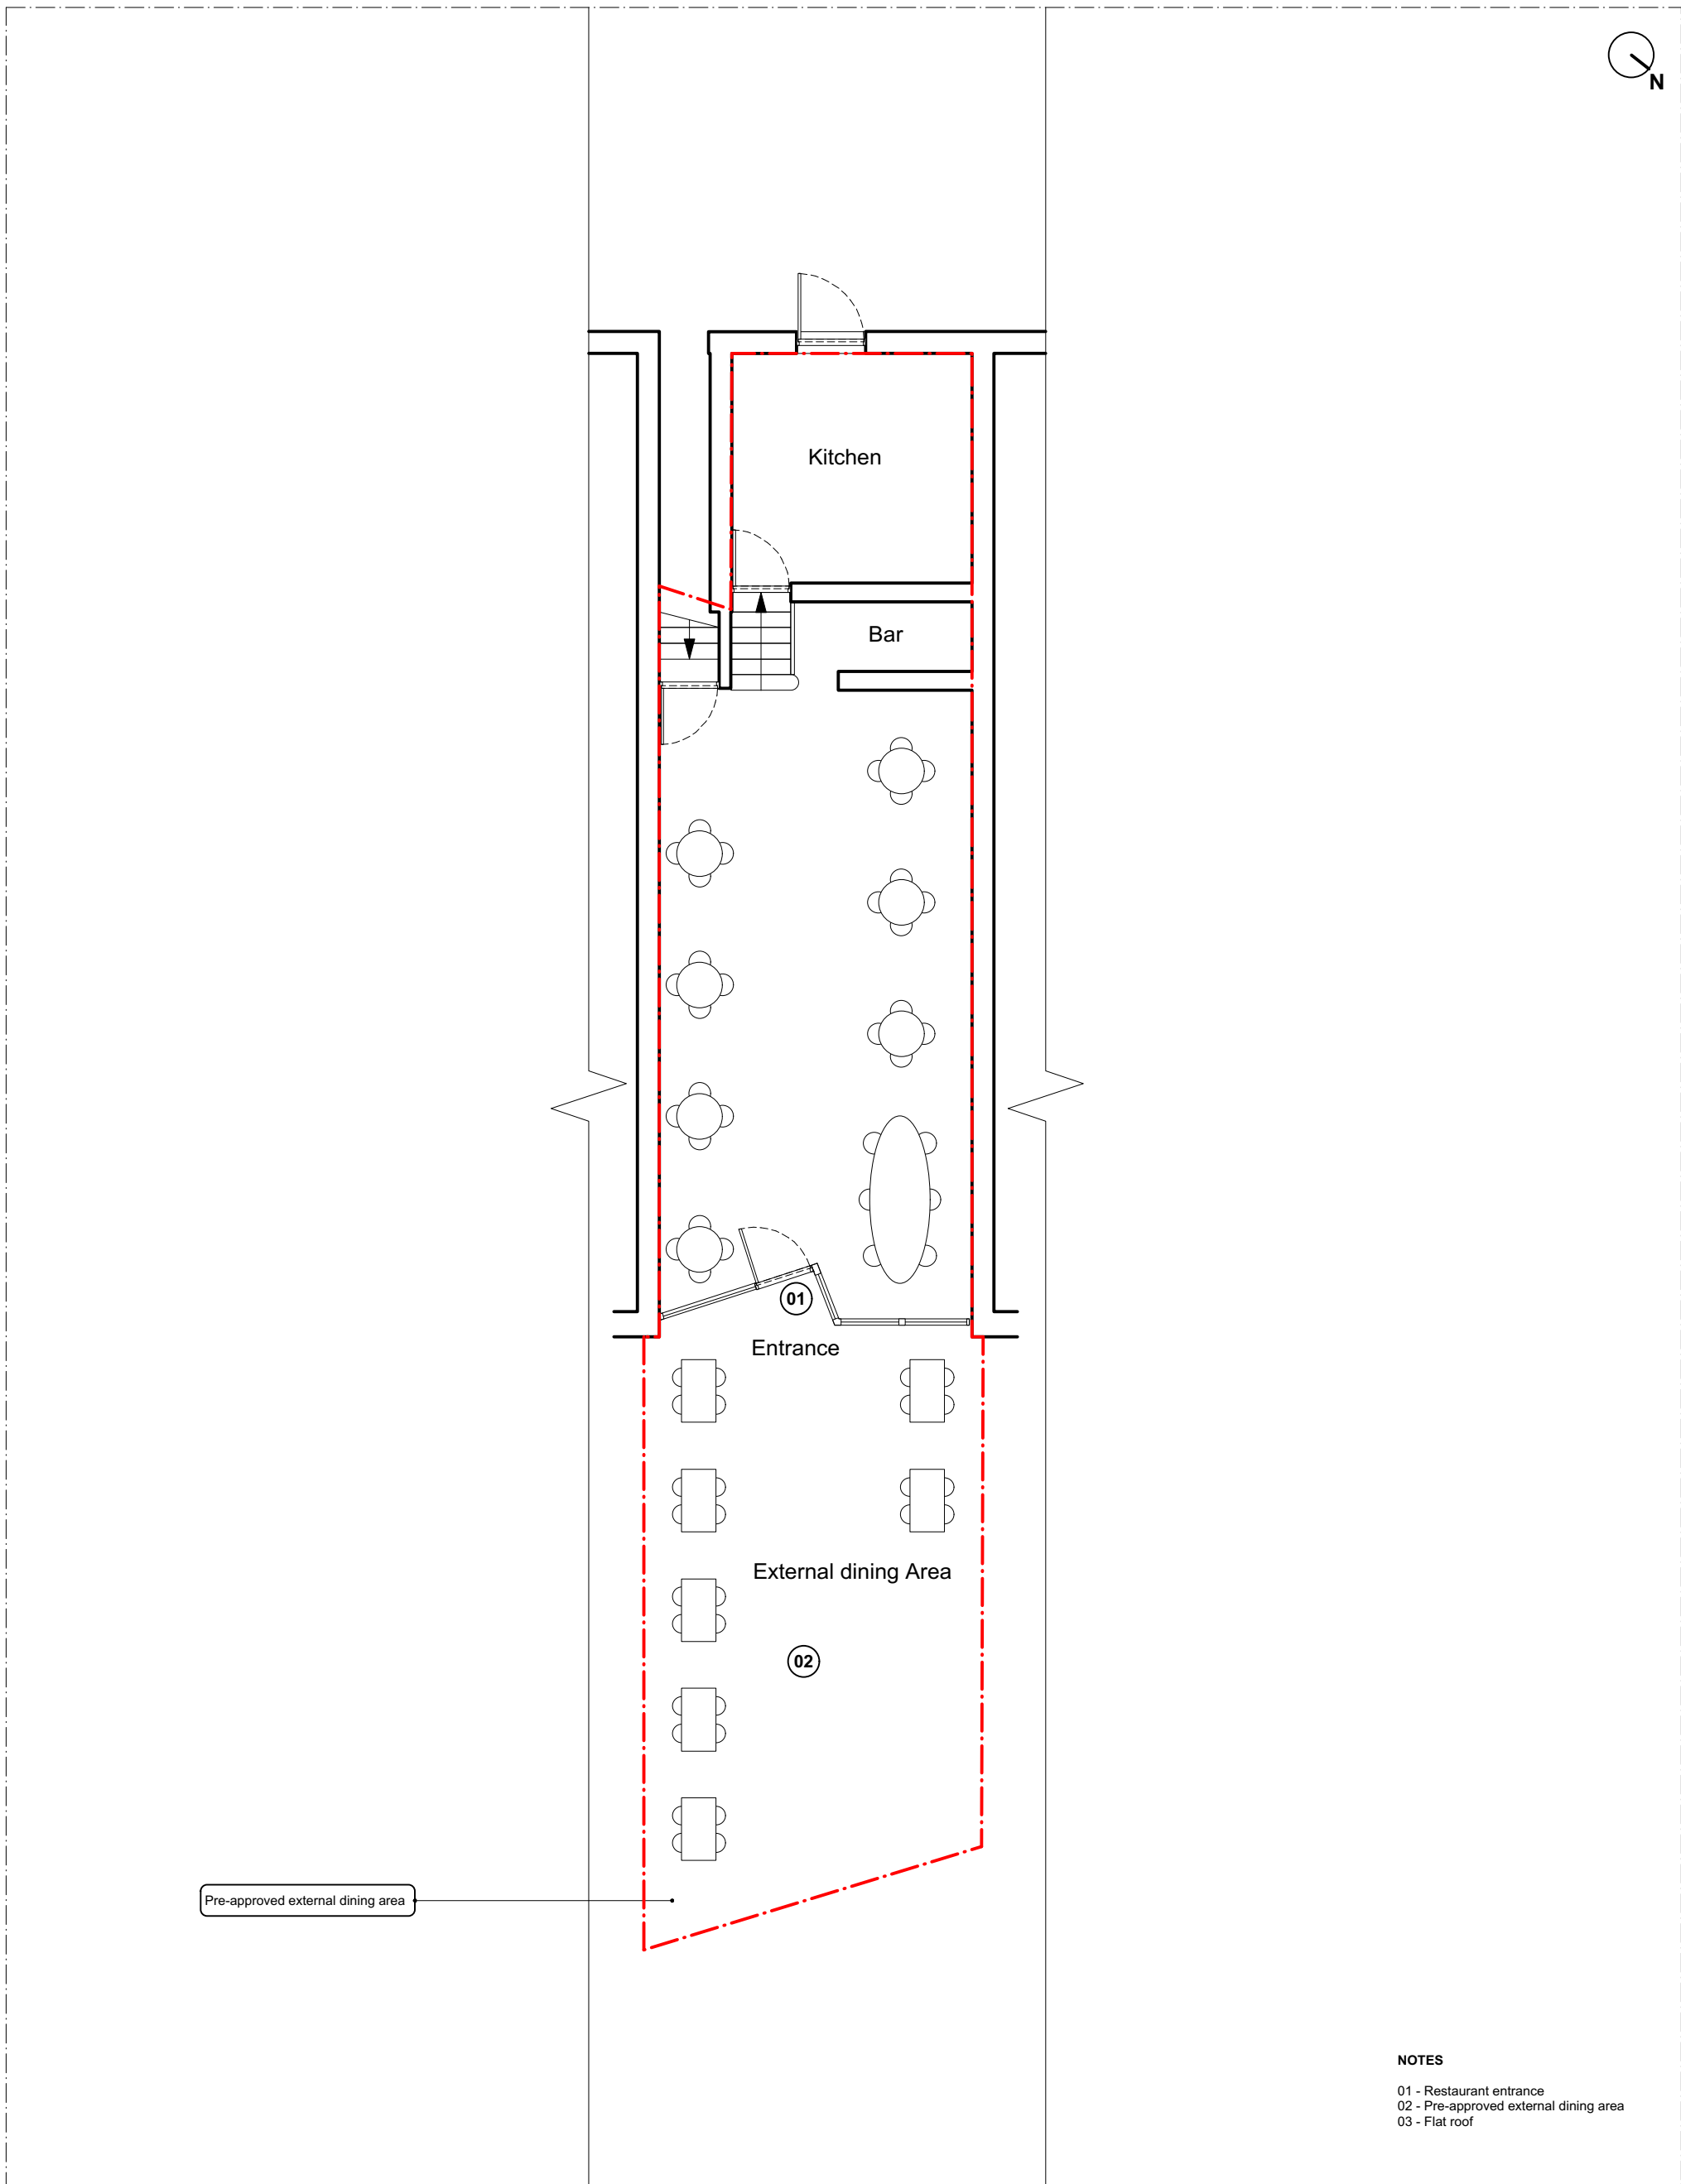 N
Kitchen
Bar
01
Entrance
External dining Area
02
Pre-approved external dining area
NOTES
01 - Restaurant entrance
02 - Pre-approved external dining area
03 - Flat roof